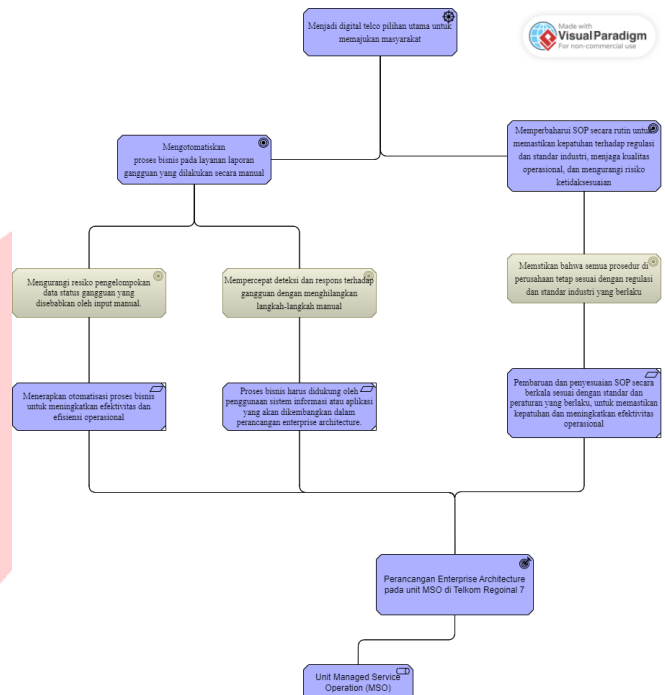 Menjadi digital telco pilihan utama untuk
memajukan masyarakat
Made with
VisualParadigm
For non-commercial use
Mengotomatiskan
proses bisnis pada layanan laporan
gangguan yang dilakukan secara manual
Memperbaharui SOP secara rutin untuk
memastikan kepatuhan terhadap regulasi
dan standar industri, menjaga kualitas
operasional, dan mengurangi risiko
ketidaksesuaian
Mengurangi resiko pengelompokan
data status gangguan yang
disebabkan oleh input manual.
Mempercepat deteksi dan respons terhadap
gangguan dengan menghilangkan
langkah-langkah manual
Memstikan bahwa semua prosedur di
perusahaan tetap sesuai dengan regulasi
dan standar industri yang berlaku
Menerapkan otomatisasi proses bisnis
untuk meningkatkan efektivitas dan
efisiensi operasional
Proses bisnis harus didukung oleh
penggunaan sistem informasi atau aplikasi
yang akan dikembangkan dalam
perancangan enterprise architecture.
Pembaruan dan penyesuaian SOP secara
berkala sesuai dengan standar dan
peraturan yang berlaku, untuk memastikan
kepatuhan dan meningkatkan efektivitas
operasional
Perancangan Enterprise Architecture
pada unit MSO di Telkom Regoinal 7
Unit Managed Service
Operation (MSO)